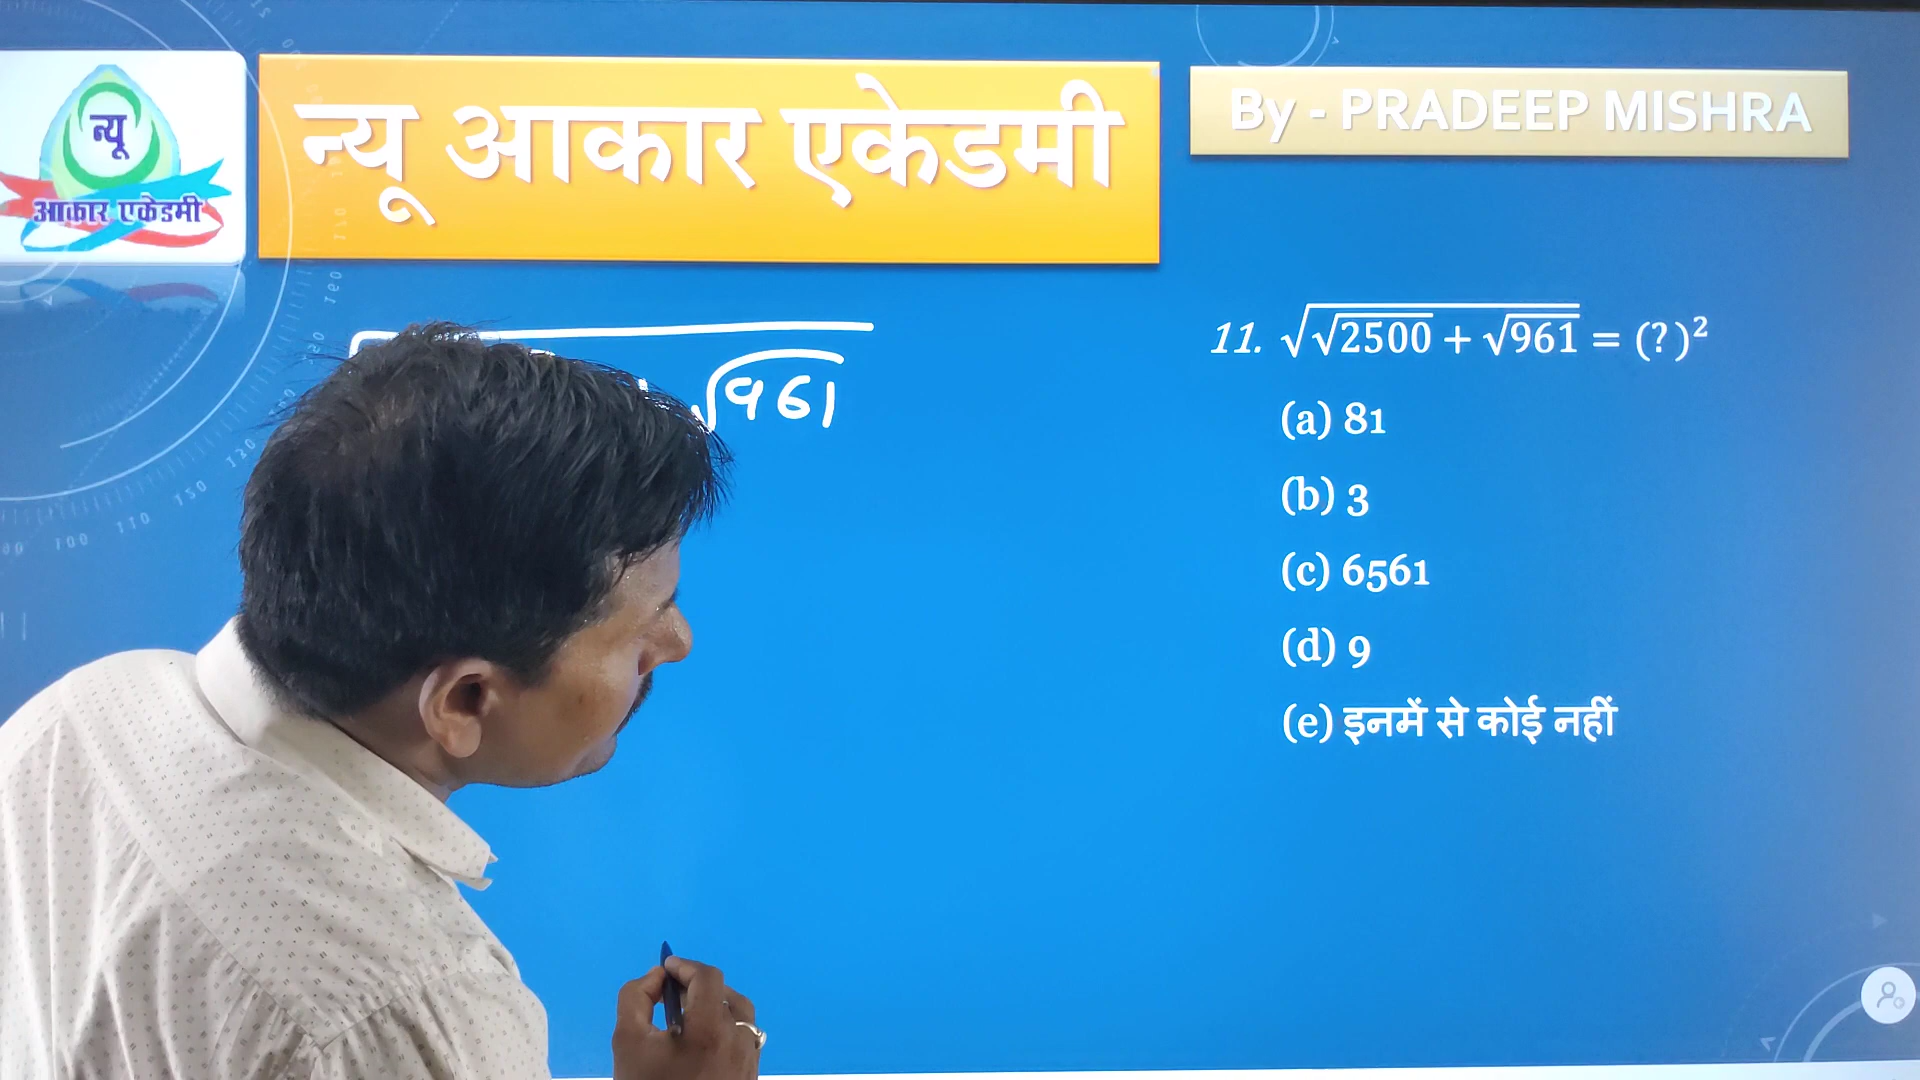 न्यू
आकार एकेडमी
न्यू आकार एकेडमी
By - PRADEEP MISHRA
√961
11. √(√2500 + √961) = (?)²
(a) 81
(b) 3
(c) 6561
(d) 9
(e) इनमें से कोई नहीं